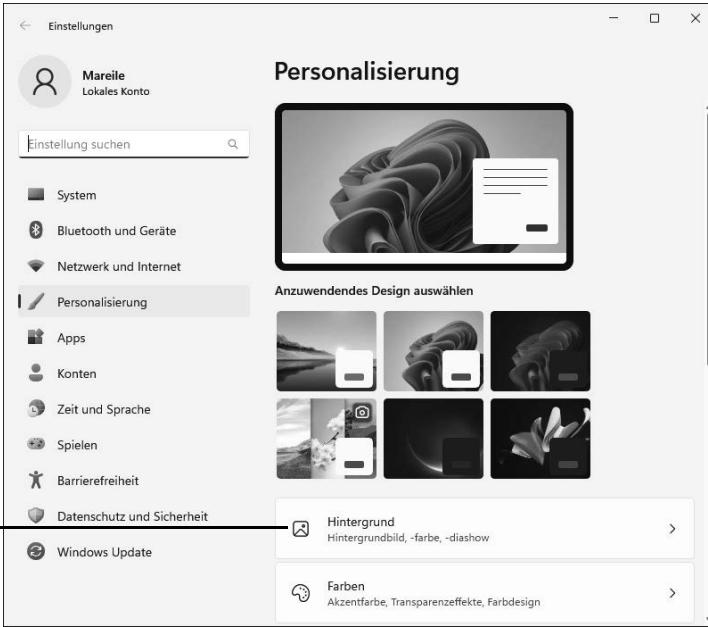 Einstellungen
Mareile
Lokales Konto
Einstellung suchen
System
Bluetooth und Geräte
Netzwerk und Internet
Personalisierung
Apps
Konten
Zeit und Sprache
Spielen
Barrierefreiheit
Datenschutz und Sicherheit
Windows Update
Personalisierung
Anzuwendendes Design auswählen
Hintergrund
Hintergrundbild, -farbe, -diashow
Farben
Akzentfarbe, Transparenzeffekte, Farbdesign